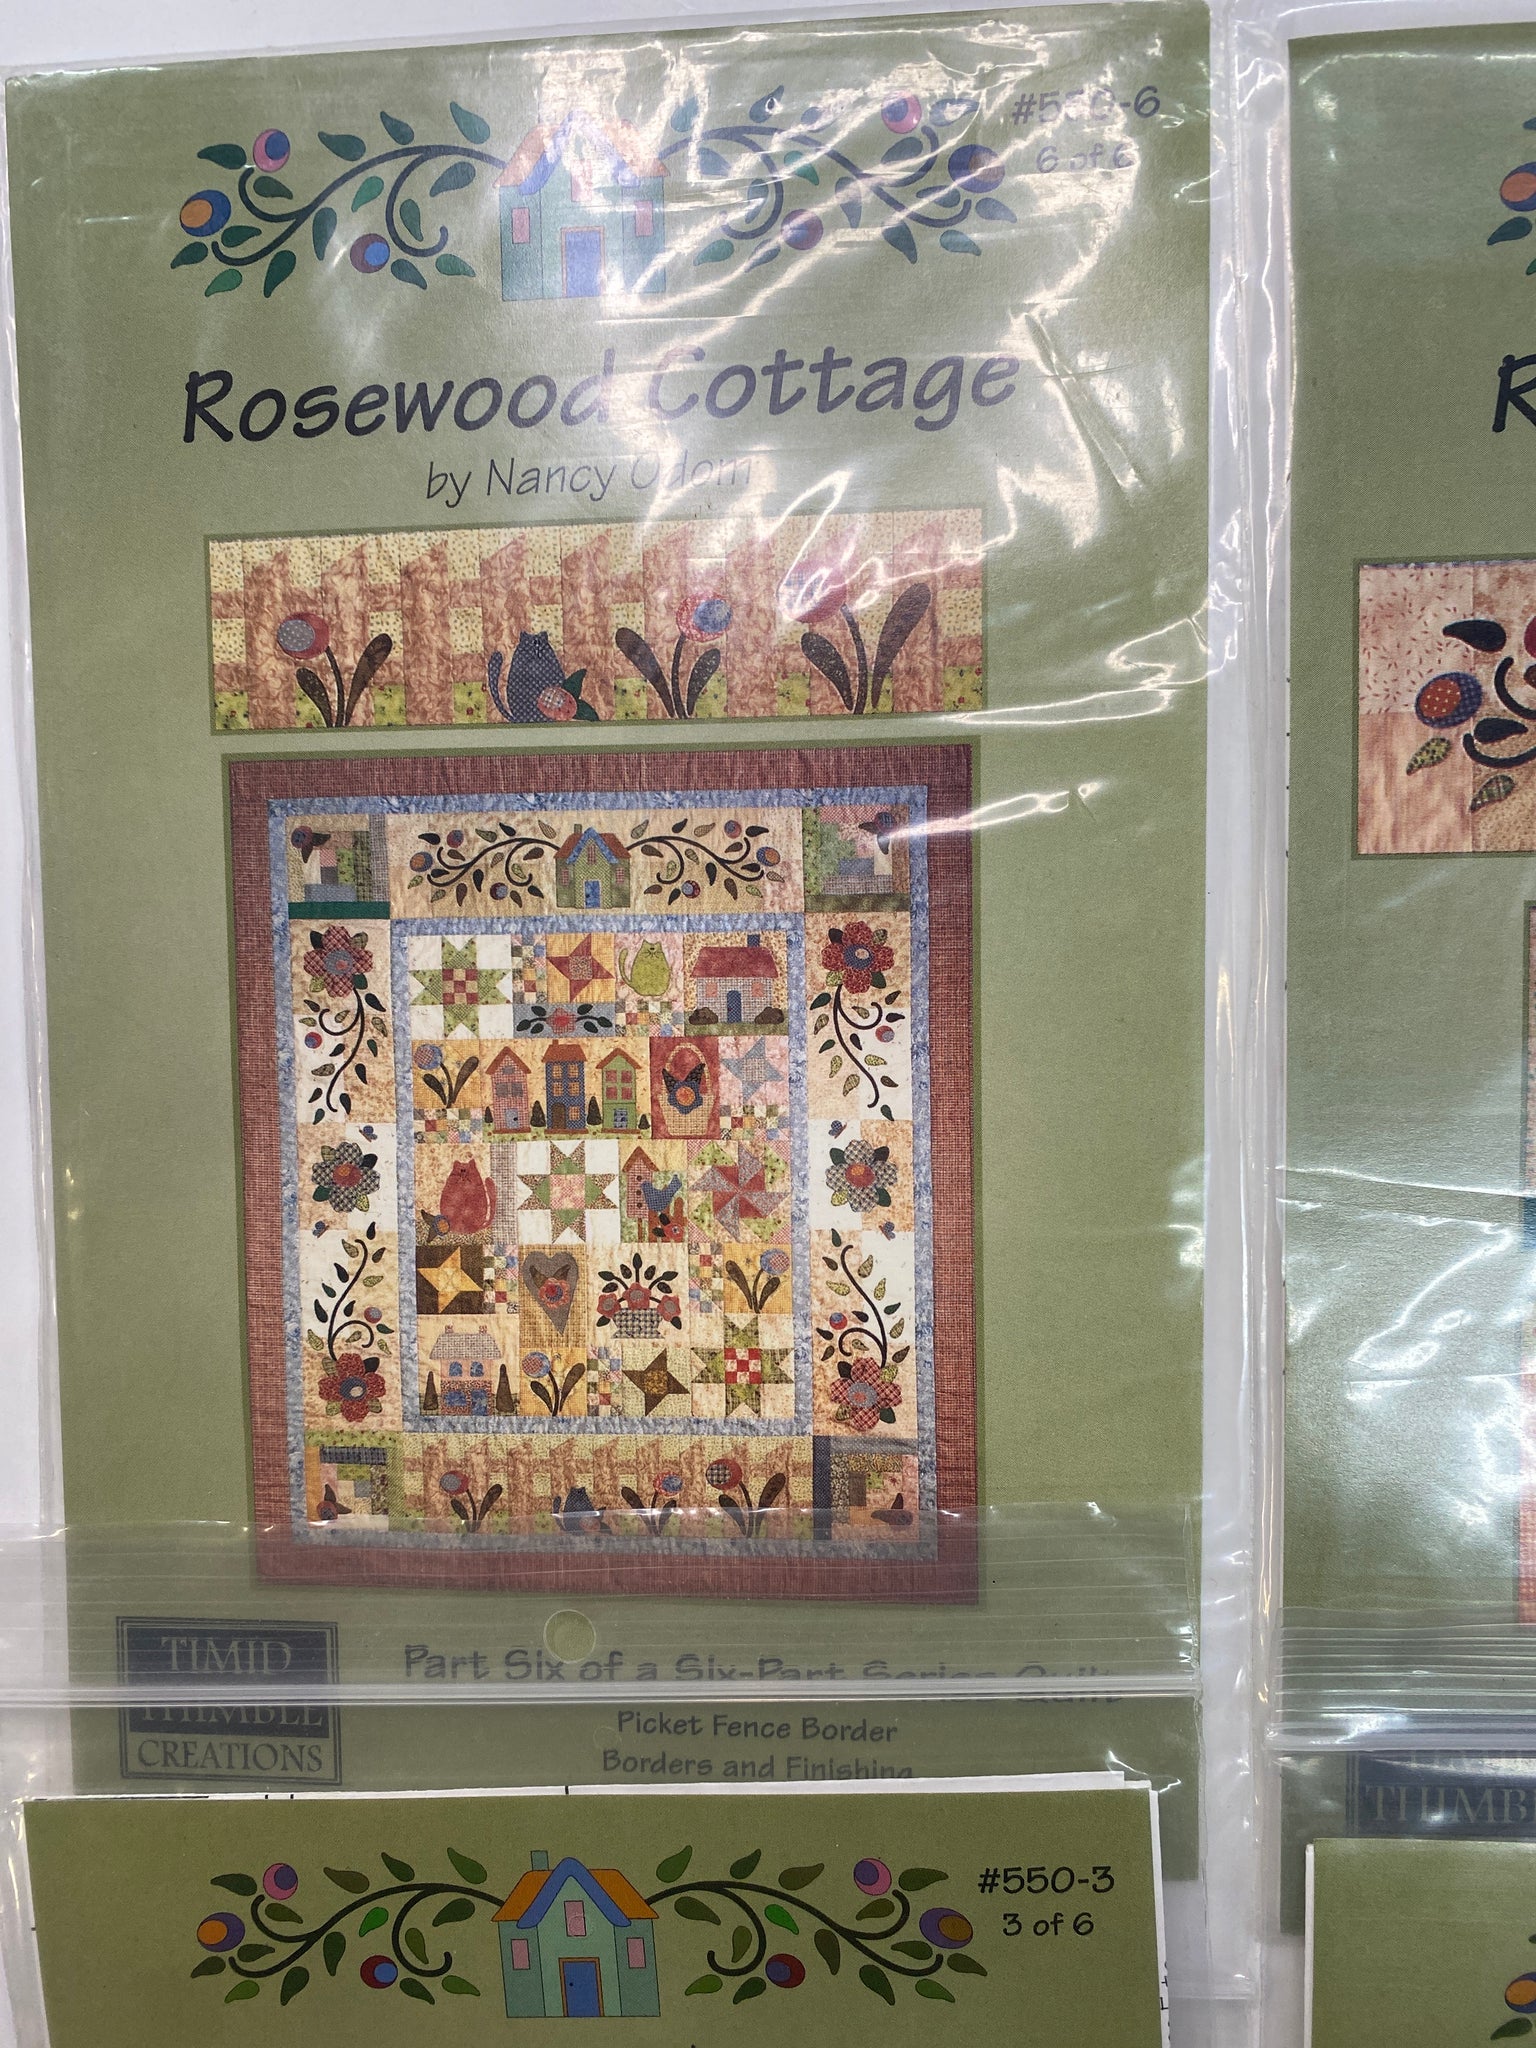 #550-6
6 of 6
Rosewood Cottage
by Nancy Odom
TIMID
THIMBLE
CREATIONS
Part Six of a Six-Part Series Quilt
Picket Fence Border
Borders and Finishing
#550-3
3 of 6
R
THIMB